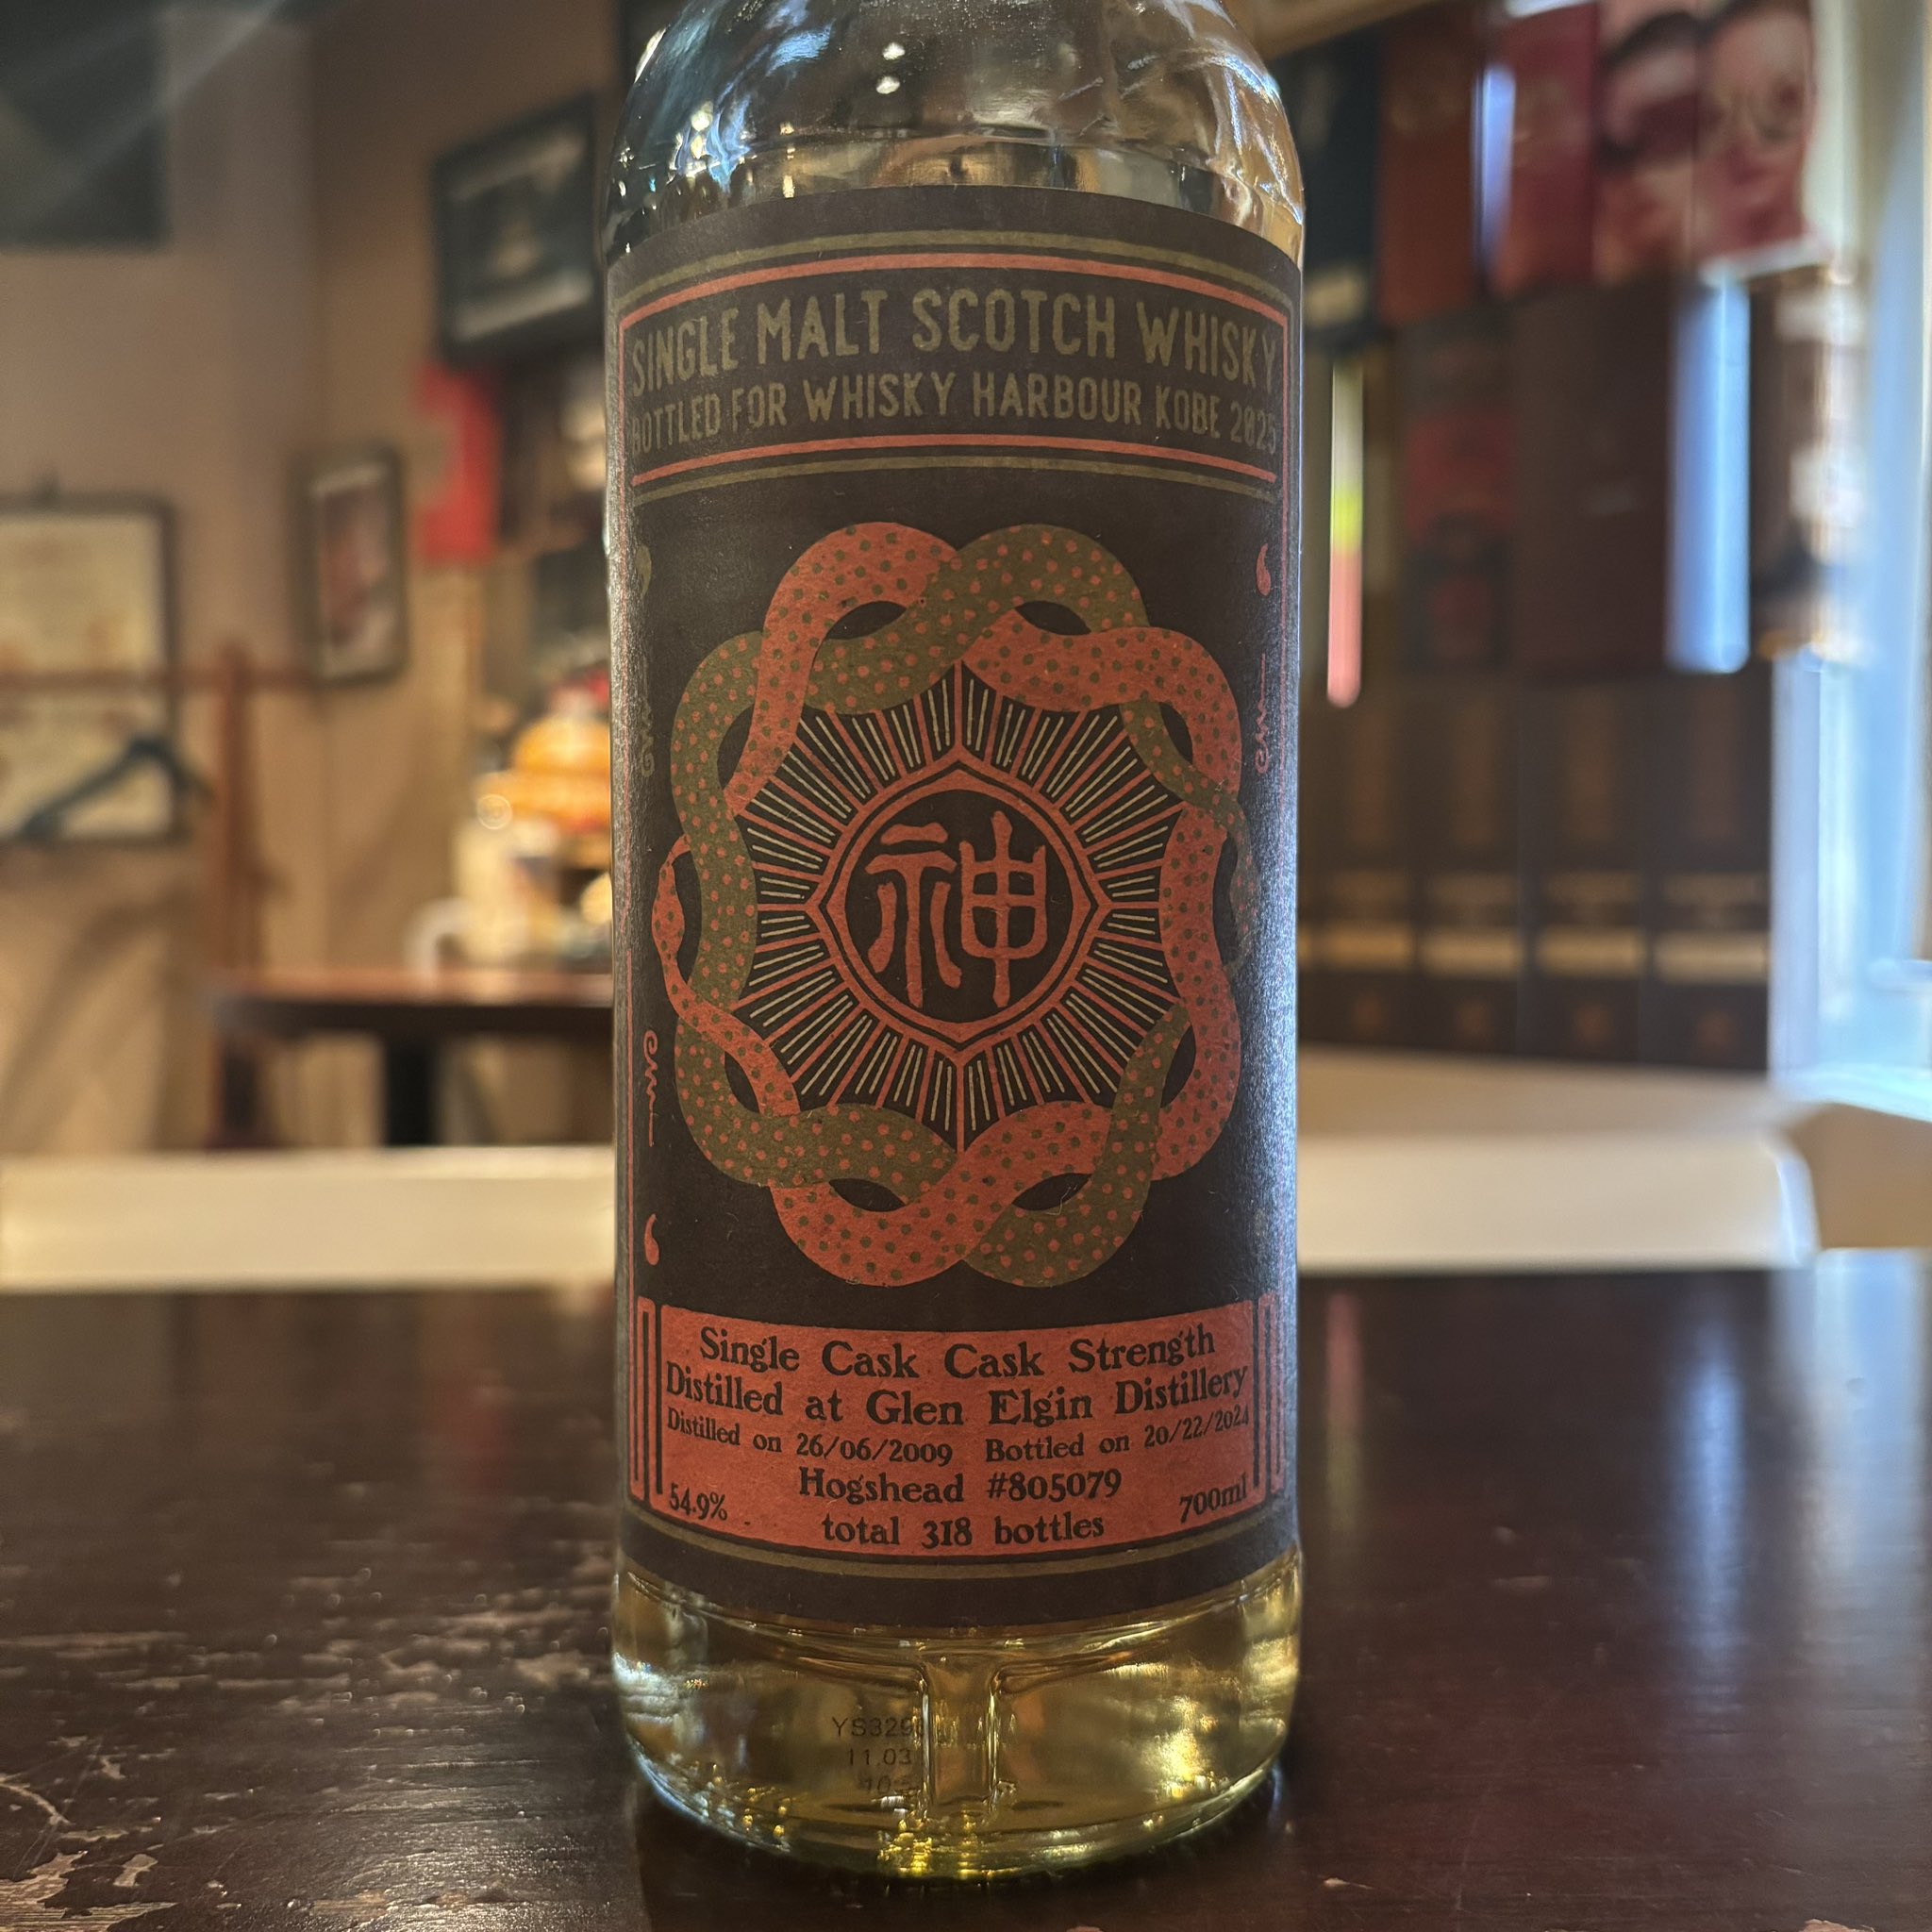 SINGLE MALT SCOTCH WHISKY
BOTTLED FOR WHISKY HARBOUR KOBE 2025
神
Single Cask Cask Strength
Distilled at Glen Elgin Distillery
Distilled on 26/06/2009 Bottled on 20/22/2024
Hogshead #805079
54.9% total 318 bottles 700ml
11.03